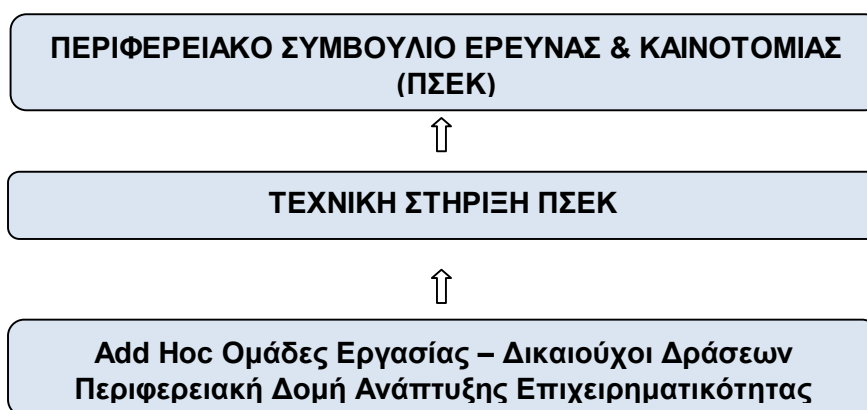 ΠΕΡΙΦΕΡΕΙΑΚΟ ΣΥΜΒΟΥΛΙΟ ΕΡΕΥΝΑΣ & ΚΑΙΝΟΤΟΜΙΑΣ
(ΠΣΕΚ)
ΤΕΧΝΙΚΗ ΣΤΗΡΙΞΗ ΠΣΕΚ
Add Hoc Ομάδες Εργασίας – Δικαιούχοι Δράσεων
Περιφερειακή Δομή Ανάπτυξης Επιχειρηματικότητας